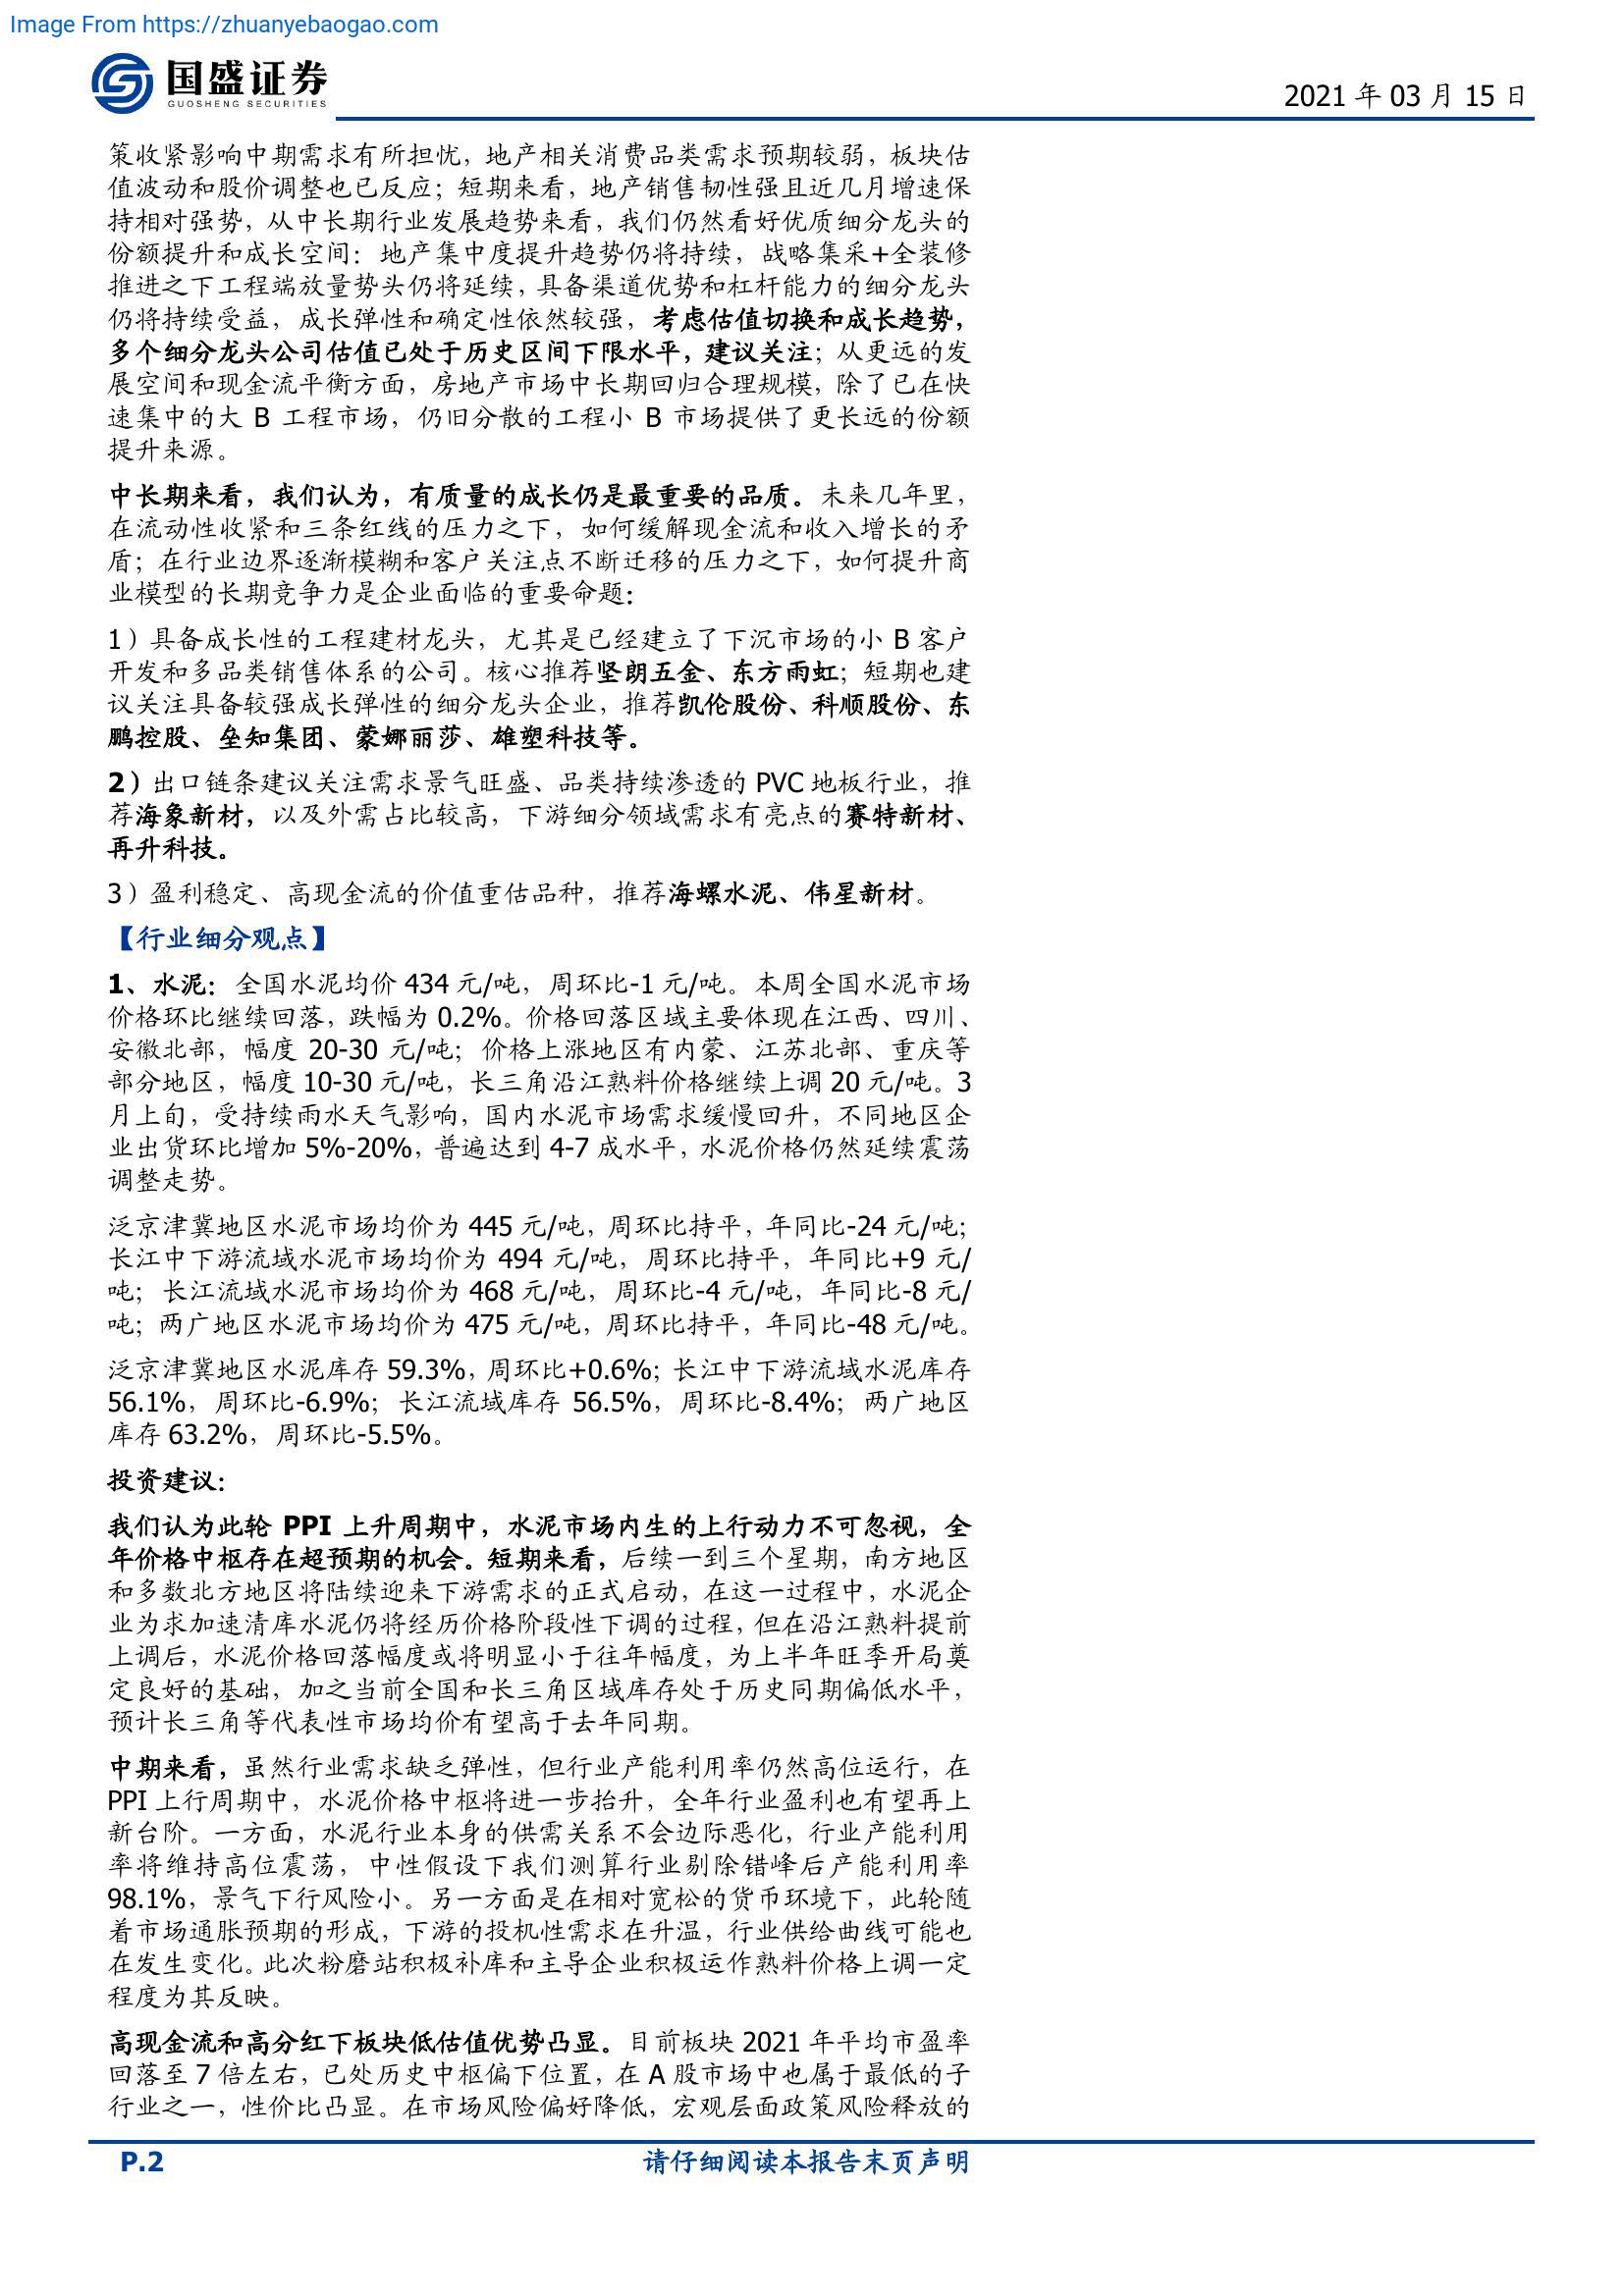 Image From https://zhuanyebaogao.com
国盛证券
GUOSHENG SECURITIES
2021 年 03 月 15 日
策收紧影响中期需求有所担忧，地产相关消费品类需求预期较弱，板块估
值波动和股价调整也已反应；短期来看，地产销售韧性强且近几月增速保
持相对强势，从中长期行业发展趋势来看，我们仍然看好优质细分龙头的
份额提升和成长空间：地产集中度提升趋势仍将持续，战略集采+全装修
推进之下工程端放量势头仍将延续，具备渠道优势和杠杆能力的细分龙头
仍将持续受益，成长弹性和确定性依然较强，考虑估值切换和成长趋势，
多个细分龙头公司估值已处于历史区间下限水平，建议关注；从更远的发
展空间和现金流平衡方面，房地产市场中长期回归合理规模，除了已在快
速集中的大 B 工程市场，仍旧分散的工程小 B 市场提供了更长远的份额
提升来源。
中长期来看，我们认为，有质量的成长仍是最重要的品质。未来几年里，
在流动性收紧和三条红线的压力之下，如何缓解现金流和收入增长的矛
盾；在行业边界逐渐模糊和客户关注点不断迁移的压力之下，如何提升商
业模型的长期竞争力是企业面临的重要命题：
1）具备成长性的工程建材龙头，尤其是已经建立了下沉市场的小 B 客户
开发和多品类销售体系的公司。核心推荐坚朗五金、东方雨虹；短期也建
议关注具备较强成长弹性的细分龙头企业，推荐凯伦股份、科顺股份、东
鹏控股、垒知集团、蒙娜丽莎、雄塑科技等。
2）出口链条建议关注需求景气旺盛、品类持续渗透的 PVC 地板行业，推
荐海象新材，以及外需占比较高，下游细分领域需求有亮点的赛特新材、
再升科技。
3）盈利稳定、高现金流的价值重估品种，推荐海螺水泥、伟星新材。
【行业细分观点】
1、水泥：全国水泥均价 434 元/吨，周环比-1 元/吨。本周全国水泥市场
价格环比继续回落，跌幅为 0.2%。价格回落区域主要体现在江西、四川、
安徽北部，幅度 20-30 元/吨；价格上涨地区有内蒙、江苏北部、重庆等
部分地区，幅度 10-30 元/吨，长三角沿江熟料价格继续上调 20 元/吨。3
月上旬，受持续雨水天气影响，国内水泥市场需求缓慢回升，不同地区企
业出货环比增加 5%-20%，普遍达到 4-7 成水平，水泥价格仍然延续震荡
调整走势。
泛京津冀地区水泥市场均价为 445 元/吨，周环比持平，年同比-24 元/吨；
长江中下游流域水泥市场均价为 494 元/吨，周环比持平，年同比+9 元/
吨；长江流域水泥市场均价为 468 元/吨，周环比-4 元/吨，年同比-8 元/
吨；两广地区水泥市场均价为 475 元/吨，周环比持平，年同比-48 元/吨。
泛京津冀地区水泥库存 59.3%，周环比+0.6%；长江中下游流域水泥库存
56.1%，周环比-6.9%；长江流域库存 56.5%，周环比-8.4%；两广地区
库存 63.2%，周环比-5.5%。
投资建议：
我们认为此轮 PPI 上升周期中，水泥市场内生的上行动力不可忽视，全
年价格中枢存在超预期的机会。短期来看，后续一到三个星期，南方地区
和多数北方地区将陆续迎来下游需求的正式启动，在这一过程中，水泥企
业为求加速清库水泥仍将经历价格阶段性下调的过程，但在沿江熟料提前
上调后，水泥价格回落幅度或将明显小于往年幅度，为上半年旺季开局奠
定良好的基础，加之当前全国和长三角区域库存处于历史同期偏低水平，
预计长三角等代表性市场均价有望高于去年同期。
中期来看，虽然行业需求缺乏弹性，但行业产能利用率仍然高位运行，在
PPI 上行周期中，水泥价格中枢将进一步抬升，全年行业盈利也有望再上
新台阶。一方面，水泥行业本身的供需关系不会边际恶化，行业产能利用
率将维持高位震荡，中性假设下我们测算行业剔除错峰后产能利用率
98.1%，景气下行风险小。另一方面是在相对宽松的货币环境下，此轮随
着市场通胀预期的形成，下游的投机性需求在升温，行业供给曲线可能也
在发生变化。此次粉磨站积极补库和主导企业积极运作熟料价格上调一定
程度为其反映。
高现金流和高分红下板块低估值优势凸显。目前板块 2021 年平均市盈率
回落至 7 倍左右，已处历史中枢偏下位置，在 A 股市场中也属于最低的子
行业之一，性价比凸显。在市场风险偏好降低，宏观层面政策风险释放的
P.2
请仔细阅读本报告末页声明